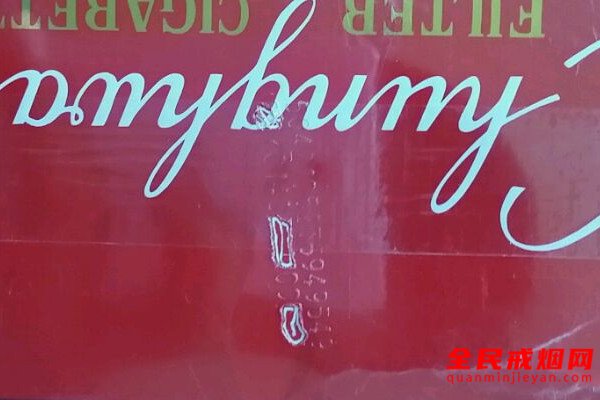 Chunghwa
FILTER CIGARET
全民戒烟网
quanminjieyan.com